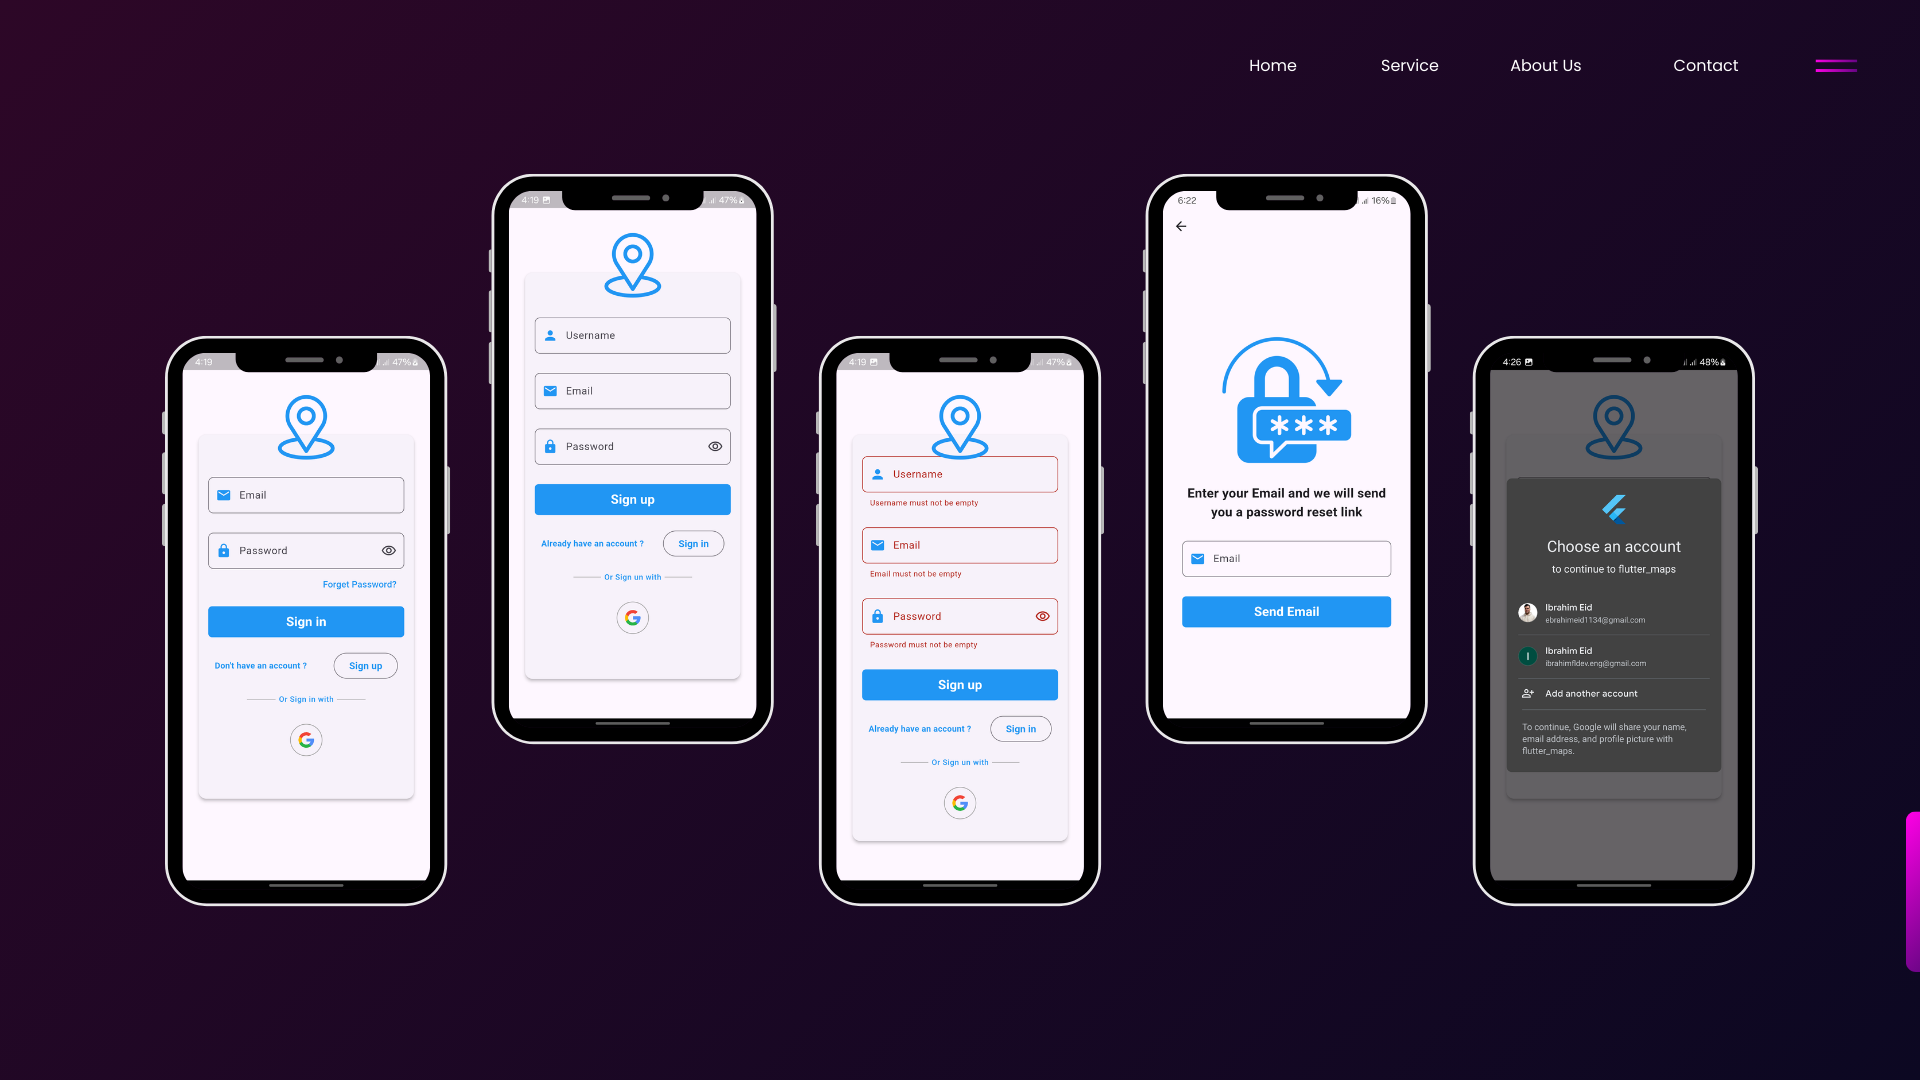 Home
Service
About Us
Contact
4:19
47%
Email
Password
Forget Password?
Sign in
Don't have an account ?
Sign up
Or Sign in with
4:19
47%
Username
Email
Password
Sign up
Already have an account ?
Sign in
Or Sign un with
4:19
47%
Username
Username must not be empty
Email
Email must not be empty
Password
Password must not be empty
Sign up
Already have an account ?
Sign in
Or Sign un with
6:22
16%
***
Enter your Email and we will send
you a password reset link
Email
Send Email
4:26
48%
Choose an account
to continue to flutter_maps
Ibrahim Eid
ebrahimeid1134@gmail.com
I
Ibrahim Eid
ibrahimfldev.eng@gmail.com
Add another account
To continue, Google will share your name,
email address, and profile picture with
flutter_maps.